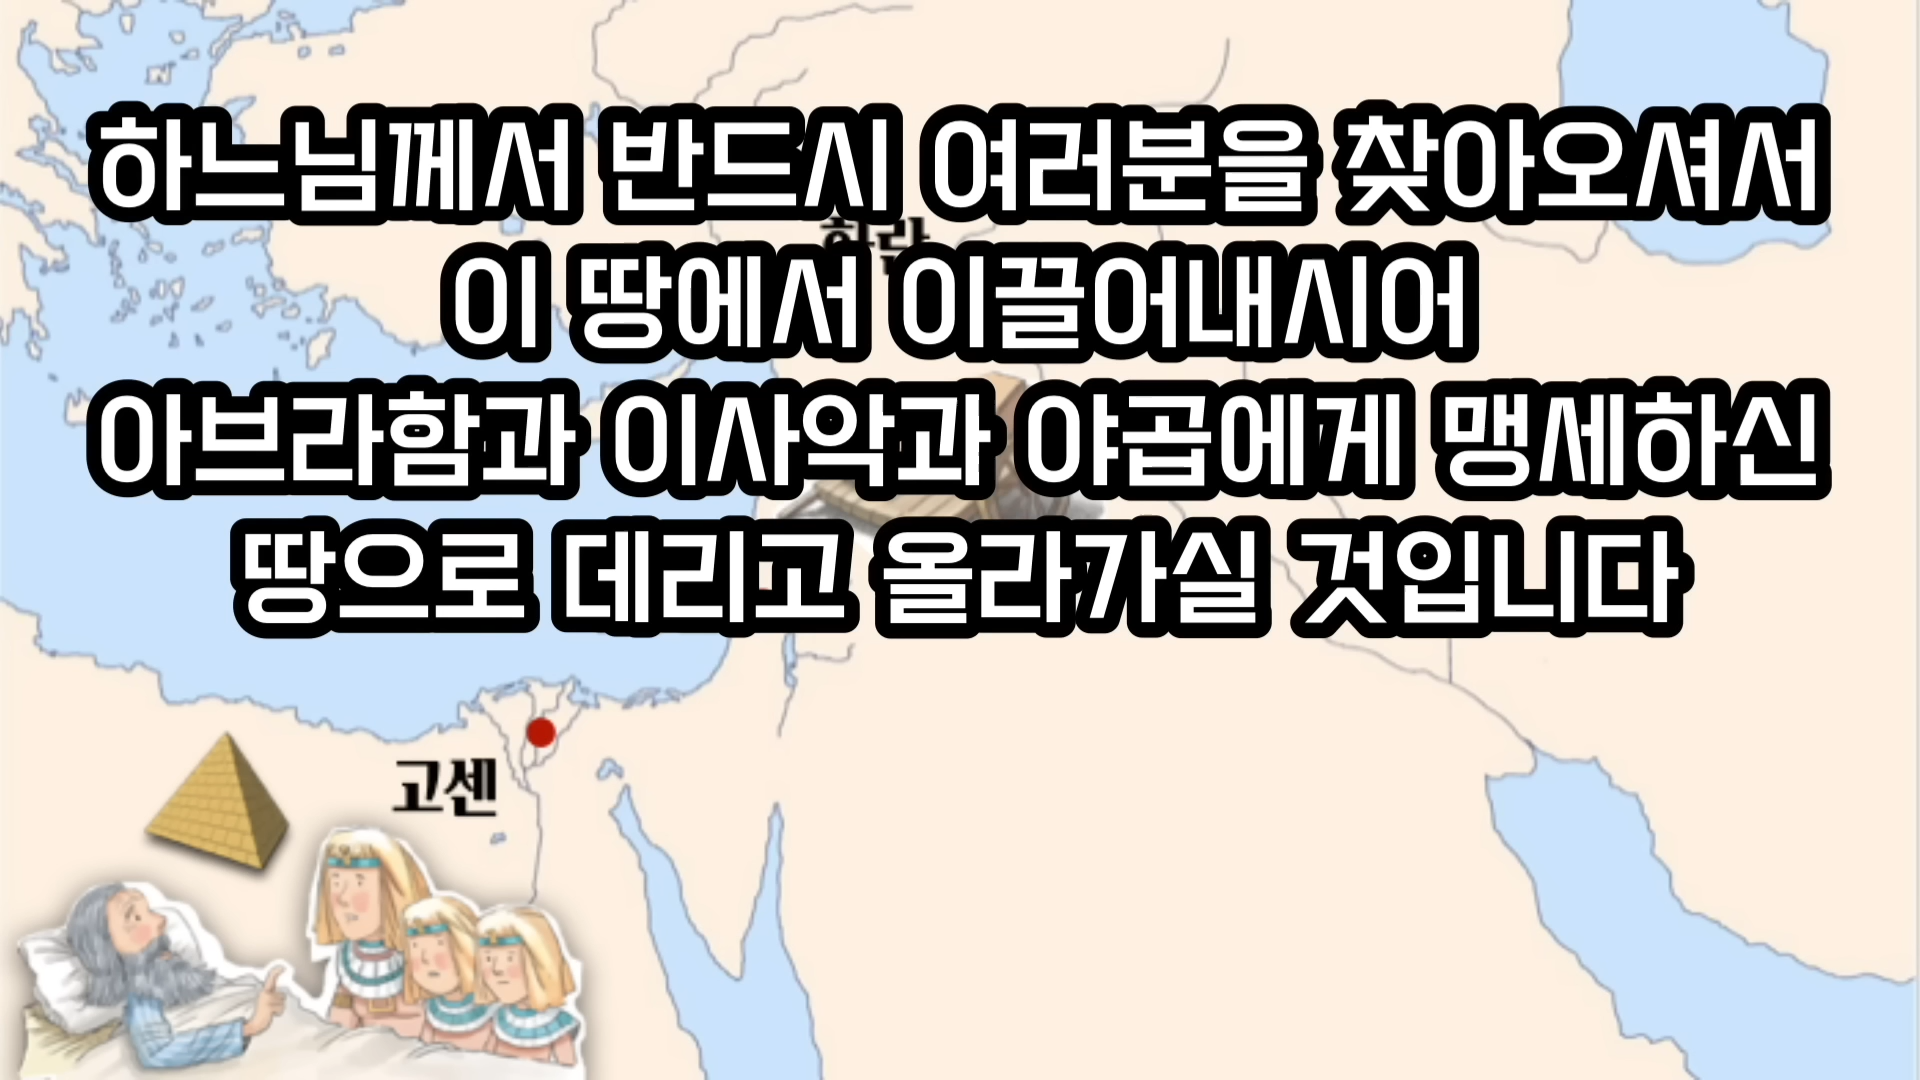 하느님께서 반드시 여러분을 찾아오셔서
하란
이 땅에서 이끌어내시어
아브라함과 이사악과 야곱에게 맹세하신
땅으로 데리고 올라가실 것입니다
고센